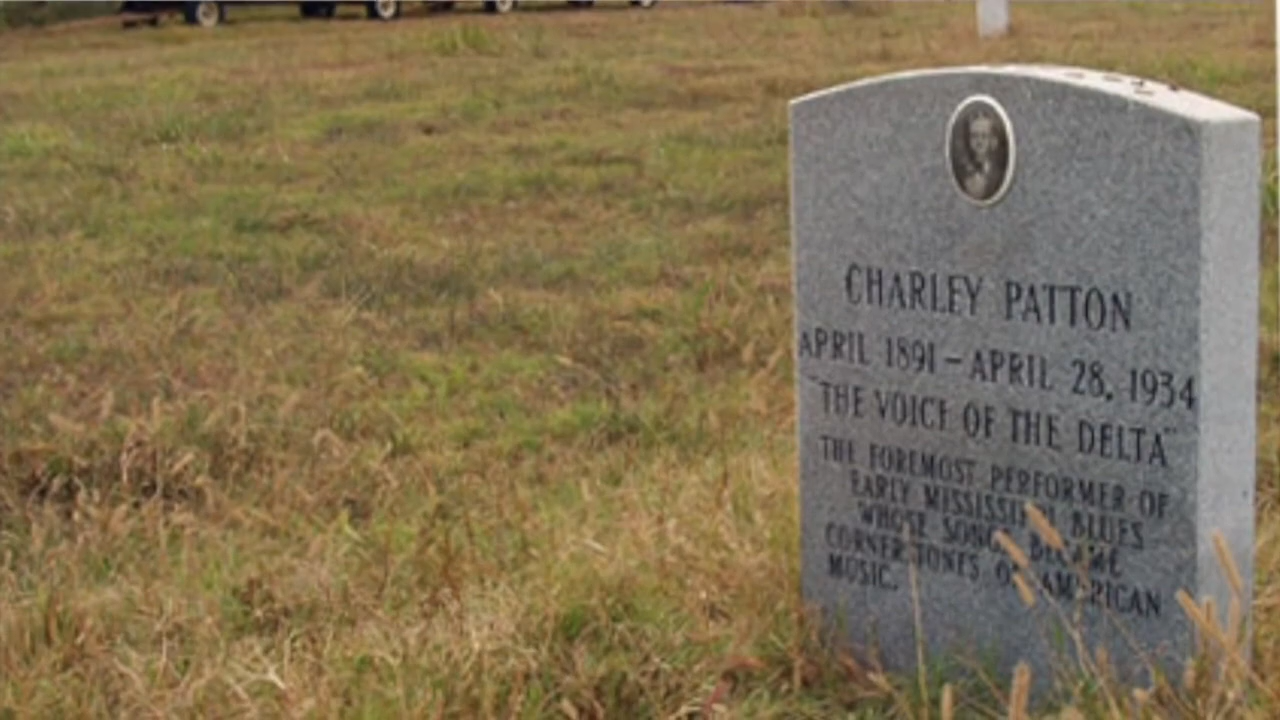 CHARLEY PATTON
APRIL 1891 – APRIL 28, 1934
"THE VOICE OF THE DELTA"
THE FOREMOST PERFORMER OF
EARLY MISSISSIPPI BLUES
WHOSE SONGS BECAME
CORNERSTONES OF AMERICAN
MUSIC.